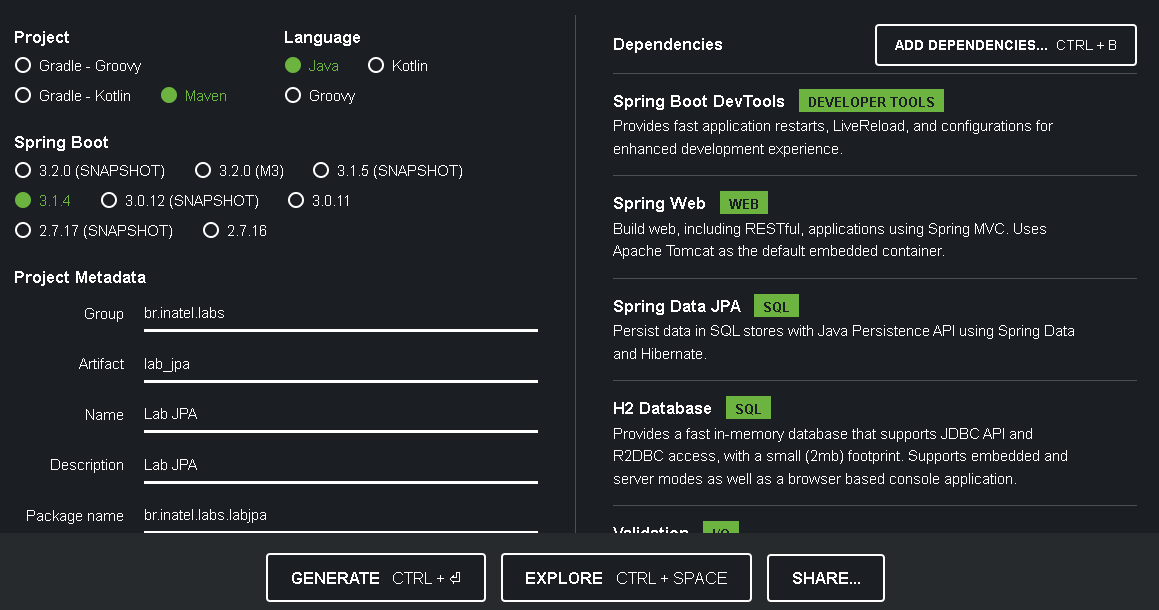 Project
Gradle - Groovy
Gradle - Kotlin Maven
Language
Java Kotlin
Groovy
Spring Boot
3.2.0 (SNAPSHOT) 3.2.0 (M3) 3.1.5 (SNAPSHOT)
3.1.4 3.0.12 (SNAPSHOT) 3.0.11
2.7.17 (SNAPSHOT) 2.7.16
Project Metadata
Group br.inatel.labs
Artifact lab_jpa
Name Lab JPA
Description Lab JPA
Package name br.inatel.labs.labjpa
Dependencies ADD DEPENDENCIES... CTRL + B
Spring Boot DevTools DEVELOPER TOOLS
Provides fast application restarts, LiveReload, and configurations for
enhanced development experience.
Spring Web WEB
Build web, including RESTful, applications using Spring MVC. Uses
Apache Tomcat as the default embedded container.
Spring Data JPA SQL
Persist data in SQL stores with Java Persistence API using Spring Data
and Hibernate.
H2 Database SQL
Provides a fast in-memory database that supports JDBC API and
R2DBC access, with a small (2mb) footprint. Supports embedded and
server modes as well as a browser based console application.
Validation I/O
GENERATE CTRL + ⏎
EXPLORE CTRL + SPACE
SHARE...